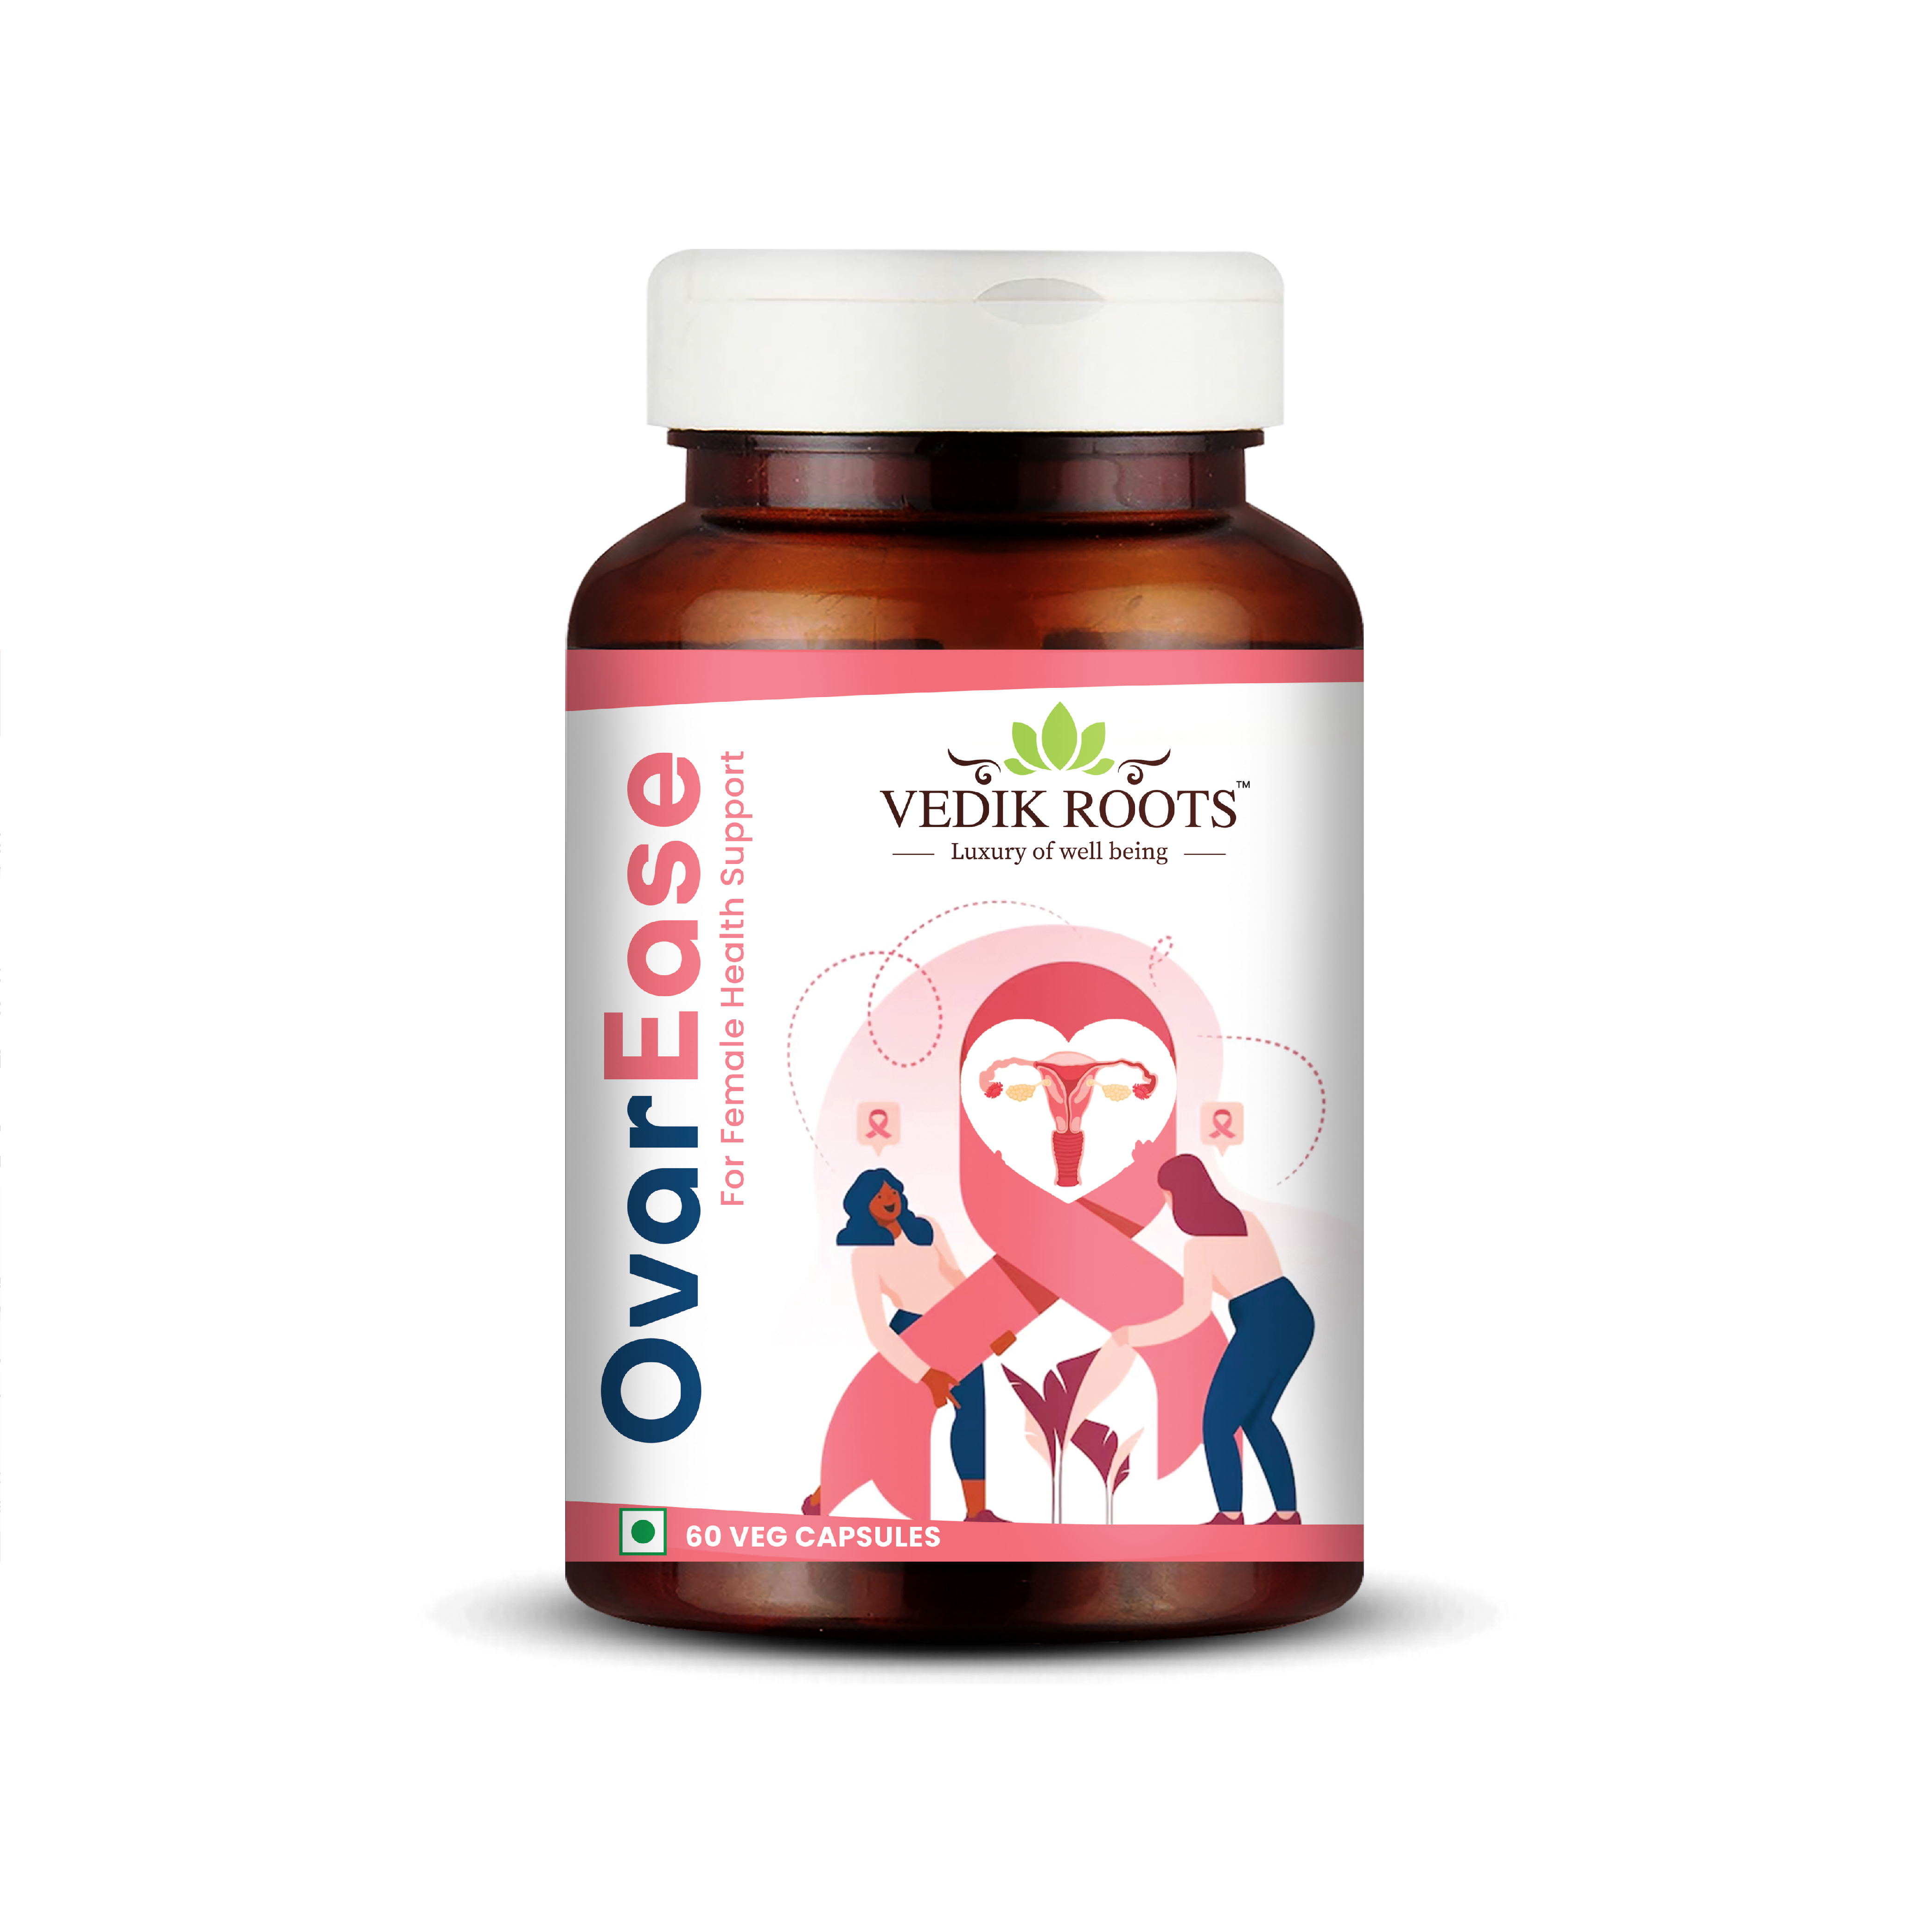 VEDIK ROOTS™
Luxury of well being
OvarEase
For Female Health Support
60 VEG CAPSULES